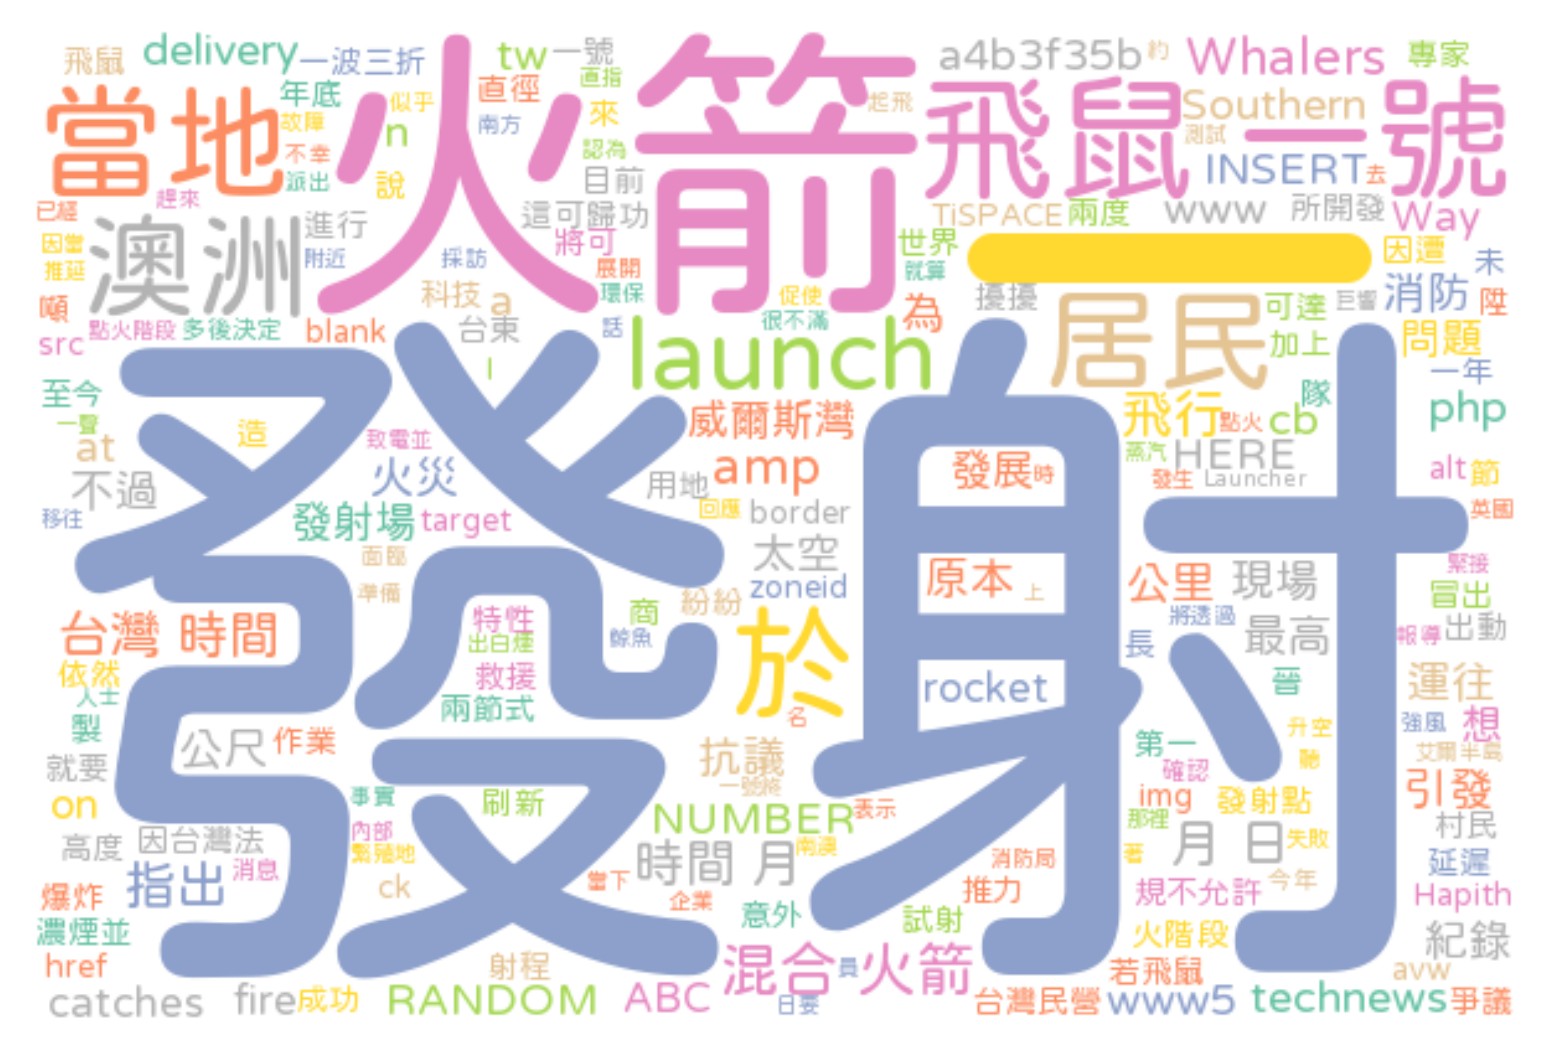 飛鼠 delivery 一波三折 tw 一號 a4b3f35b 約 Whalers 專家
年底 似乎 直徑 直指 來 起飛 Southern
當地 火箭 飛鼠一號
故障 n 南方 測試
不幸 認為 INSERT 去
派出 說 目前
趕來 TiSPACE 兩度 www 所開發 Way
已經 澳洲 進行 這可歸功
因當 附近 採訪 將可 世界 一 因遭 未
推延 展開 就算
噸 科技 a 環保 促使 為 擾擾 居民 可達 巨響 消防 陞
點火階段 多後決定 blank 台東 話 很不滿 加上 問題
src l launch 一年
至今 隊 php
一聲 造 致電並 威爾斯灣 飛行 點火 cb
at 火災 amp 蒸汽 HERE alt 節
不過 用地 發展 時 發生 Launcher
移往 發射場 target 回應 border 英國
發射
面臨 太空 緊接
準備 zoneid 原本 上 公里 現場 冒出
台灣 時間 特性 商 紛紛 將透過 報導 出動
出白煙 鯨魚 於 長 最高
依然 救援 rocket 晉 運往
人士 兩節式 名 強風 想
製 公尺 作業 抗議 第一 升空 艾爾半島
就要 一號將 確認 聽
on 事實 刷新 NUMBER 表示 img 發射點 引發
內部 那裡 村民
高度 因台灣法 繁殖地 時間 月 南澳 著 月 日 失敗
指出 消息 ck 當下 消防局 延遲
爆炸 企業 推力 規不允許 今年 Hapith
濃煙並 意外 試射 火階段 紀錄
href 射程 混合 員 火箭 若飛鼠 avw
catches fire 成功 RANDOM ABC 日要 台灣民營 www5 technews 爭議